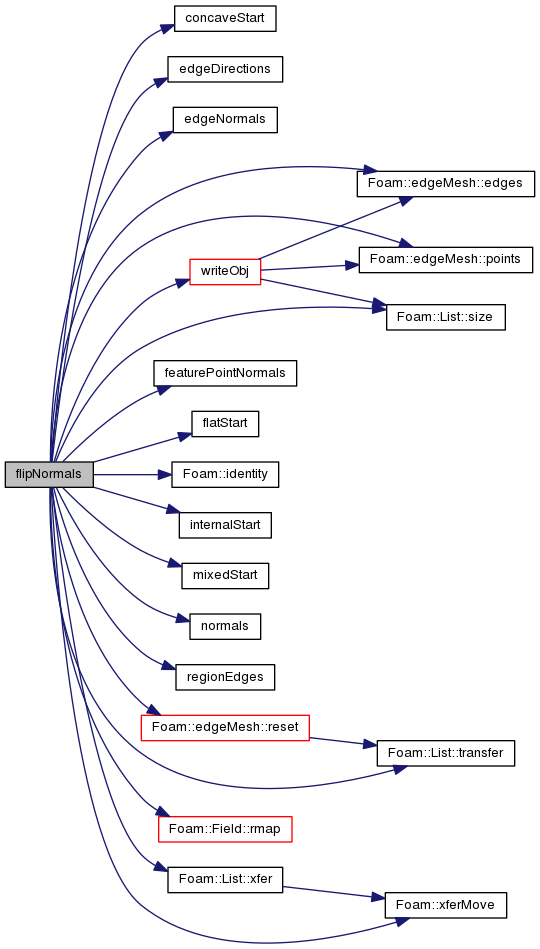 concaveStart
edgeDirections
edgeNormals
Foam::edgeMesh::edges
Foam::edgeMesh::points
writeObj
Foam::List::size
featurePointNormals
flatStart
flipNormals
Foam::identity
internalStart
mixedStart
normals
regionEdges
Foam::edgeMesh::reset
Foam::List::transfer
Foam::Field::rmap
Foam::List::xfer
Foam::xferMove